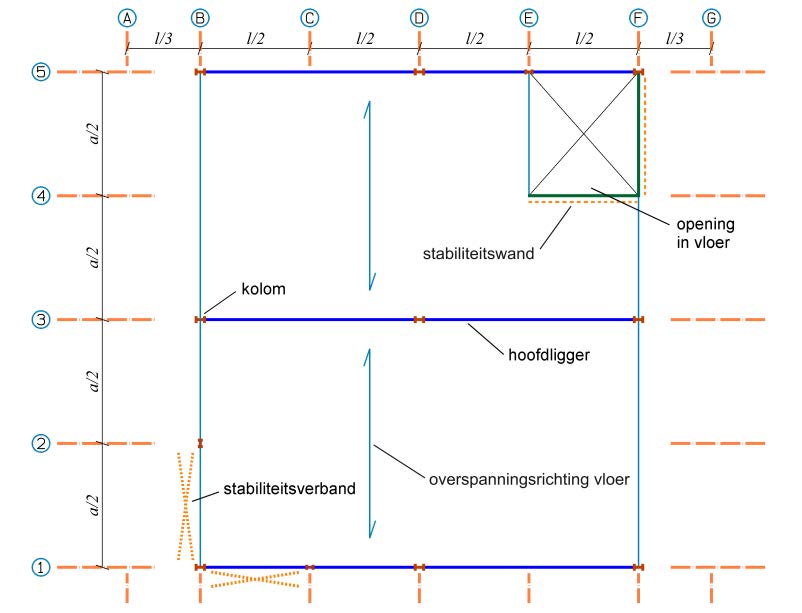 A B C D E F G
l/3 l/2 l/2 l/2 l/2 l/3
5
a/2
4
opening
in vloer
stabiliteitswand
a/2
kolom
3
hoofdligger
a/2
2
overspanningsrichting vloer
stabiliteitsverband
a/2
1